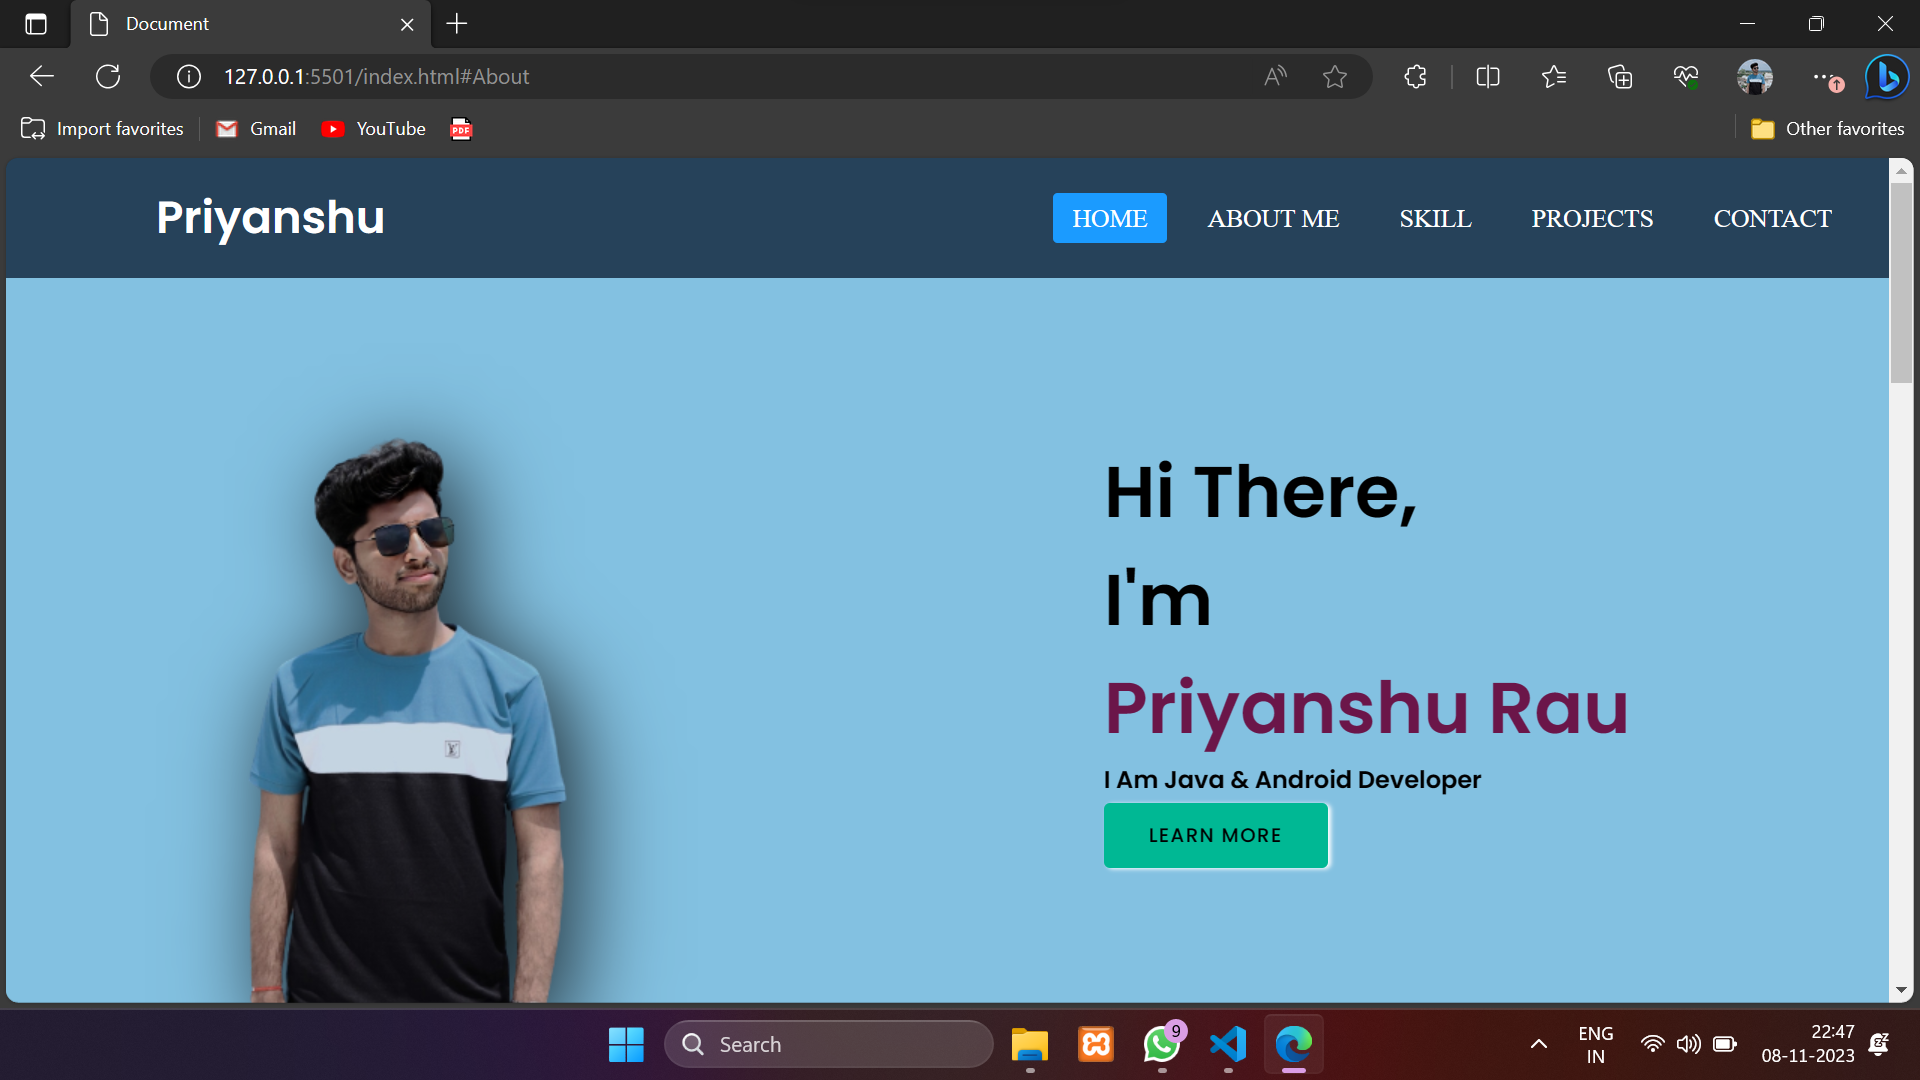 Document
127.0.0.1:5501/index.html#About
Import favorites
Gmail
YouTube
PDF
Other favorites
Priyanshu
HOME
ABOUT ME
SKILL
PROJECTS
CONTACT
Hi There,
I'm
Priyanshu Rau
I Am Java & Android Developer
LEARN MORE
Search
9
ENG
IN
22:47
08-11-2023